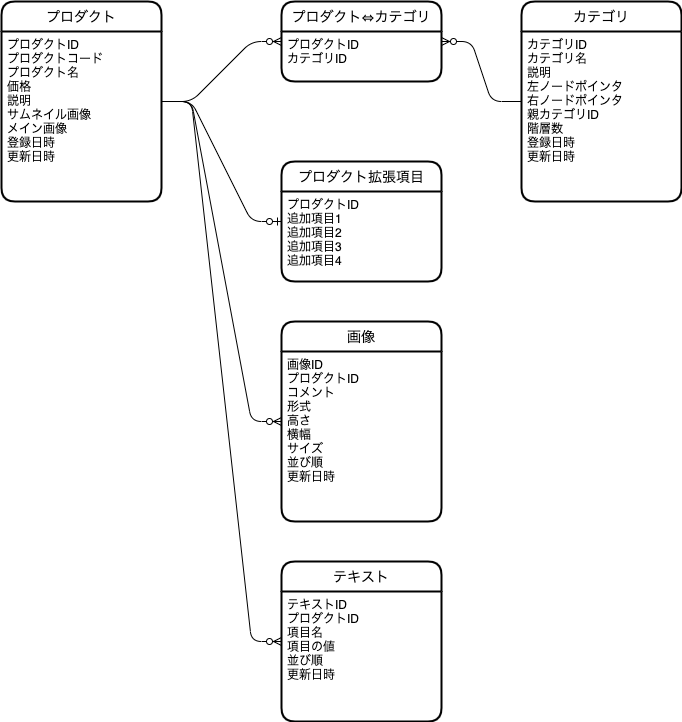 プロダクト
プロダクトID
プロダクトコード
プロダクト名
価格
説明
サムネイル画像
メイン画像
登録日時
更新日時
プロダクト⇔カテゴリ
プロダクトID
カテゴリID
カテゴリ
カテゴリID
カテゴリ名
説明
左ノードポインタ
右ノードポインタ
親カテゴリID
階層数
登録日時
更新日時
プロダクト拡張項目
プロダクトID
追加項目1
追加項目2
追加項目3
追加項目4
画像
画像ID
プロダクトID
コメント
形式
高さ
横幅
サイズ
並び順
更新日時
テキスト
テキストID
プロダクトID
項目名
項目の値
並び順
更新日時